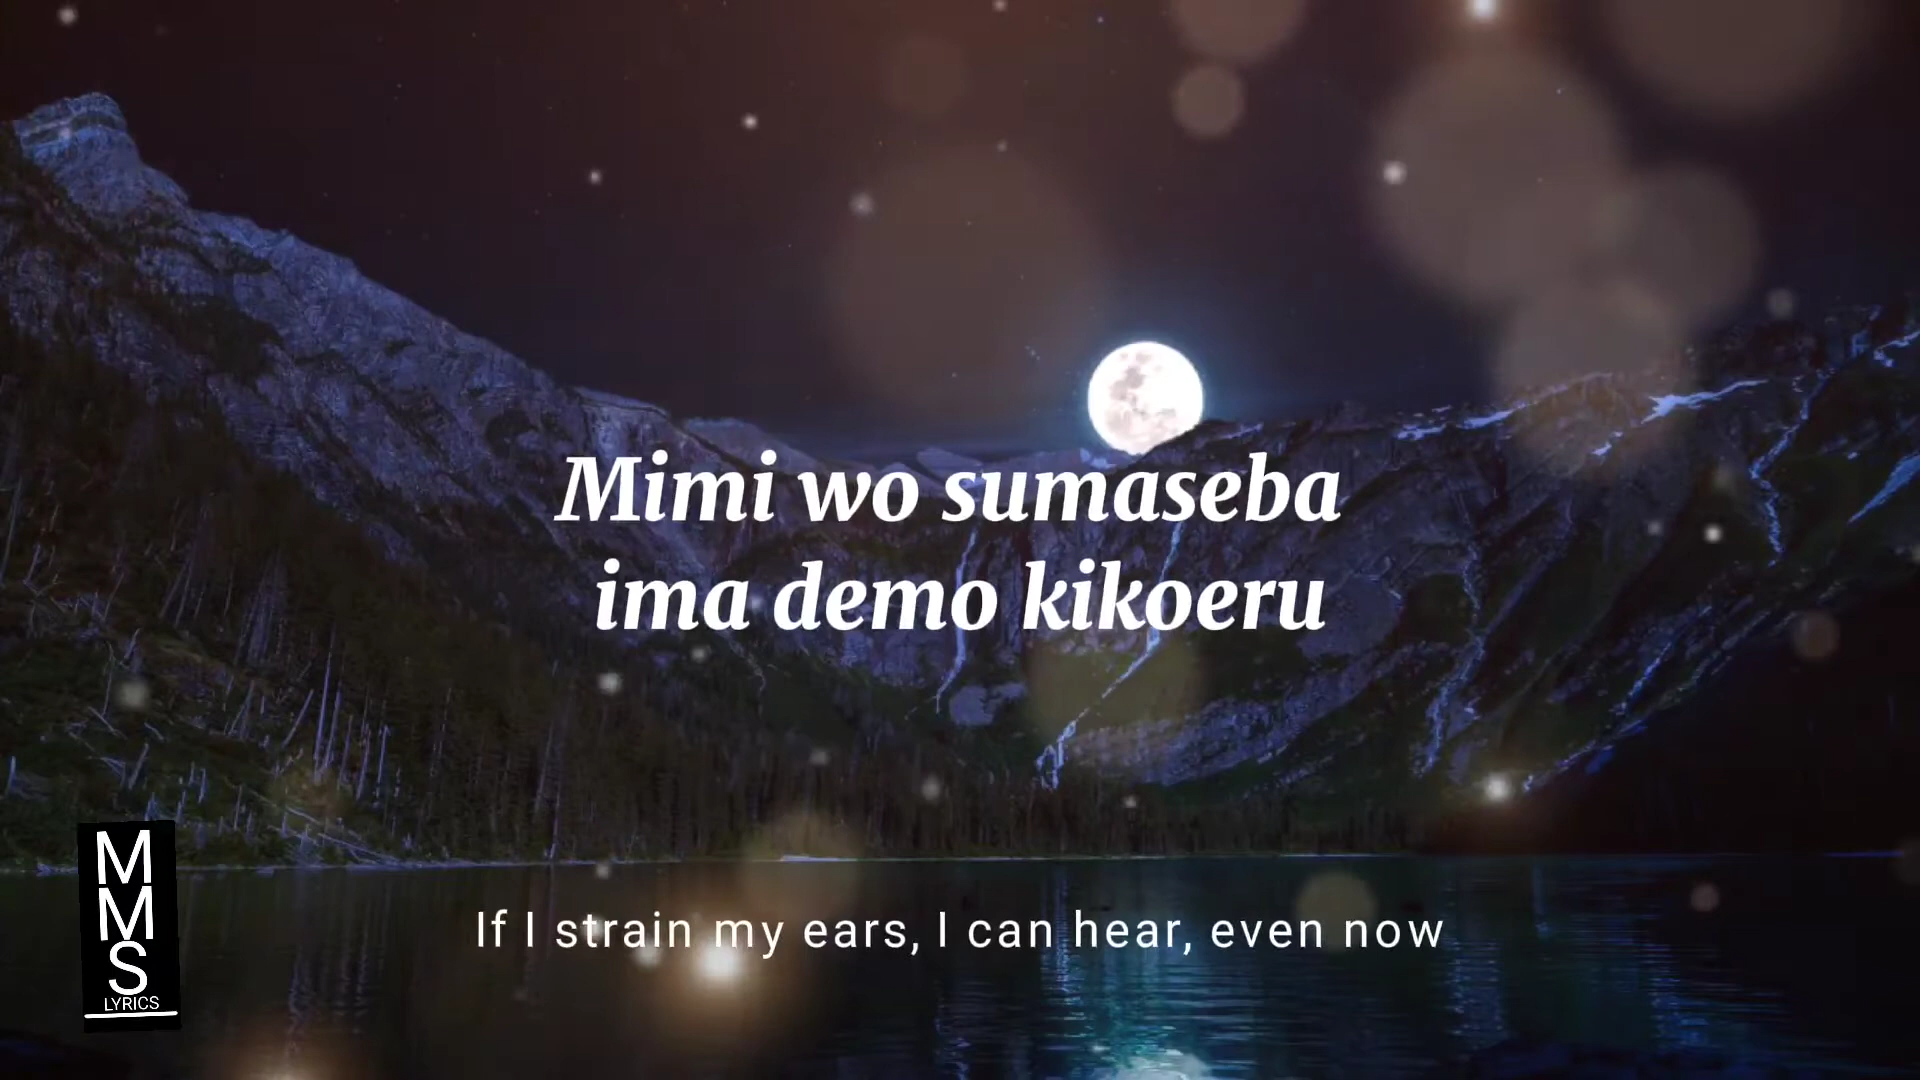 Mimi wo sumaseba
ima demo kikoeru
If I strain my ears, I can hear, even now
M
M
S
LYRICS